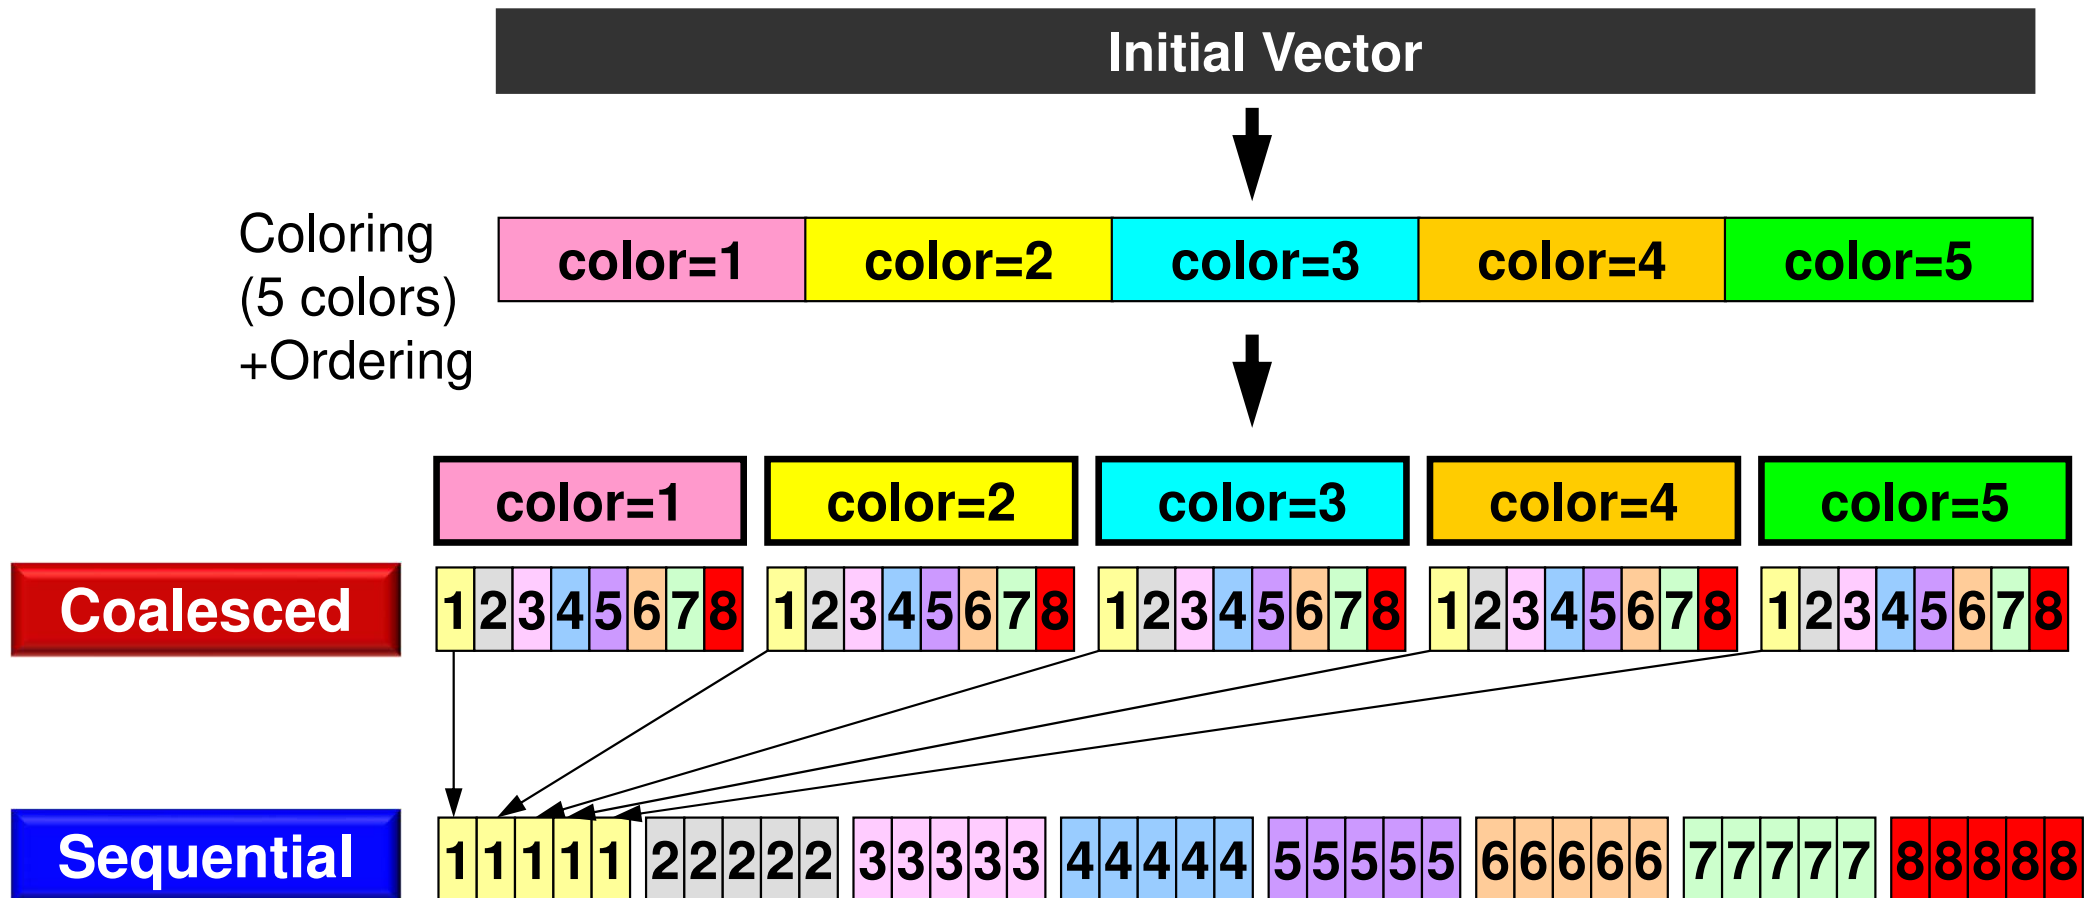 Initial Vector
Coloring
(5 colors)
+Ordering
color=1 color=2 color=3 color=4 color=5
color=1 color=2 color=3 color=4 color=5
Coalesced
1 2 3 4 5 6 7 8 1 2 3 4 5 6 7 8 1 2 3 4 5 6 7 8 1 2 3 4 5 6 7 8 1 2 3 4 5 6 7 8
Sequential
1 1 1 1 1 2 2 2 2 2 3 3 3 3 3 4 4 4 4 4 5 5 5 5 5 6 6 6 6 6 7 7 7 7 7 8 8 8 8 8